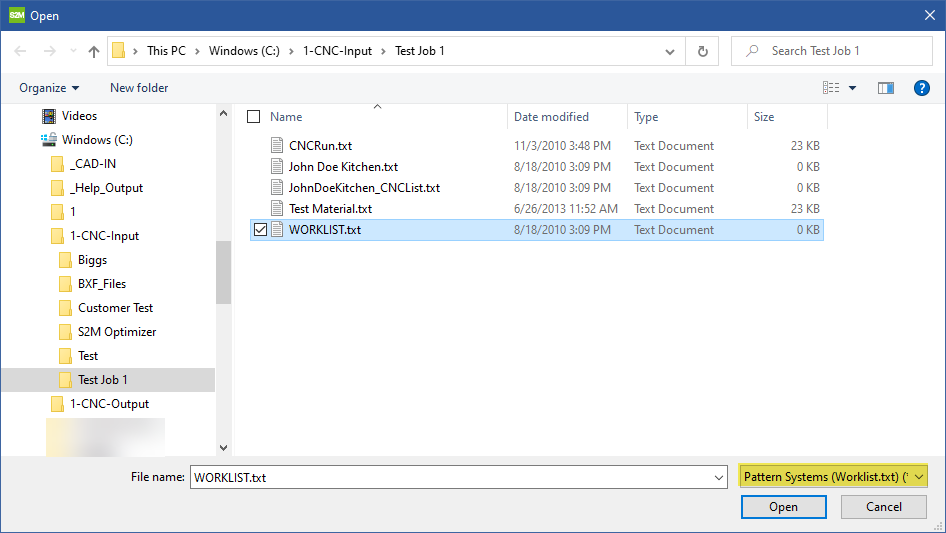 S2M Open
This PC Windows (C:) 1-CNC-Input Test Job 1 Search Test Job 1
Organize New folder ?
Videos
Windows (C:)
_CAD-IN
_Help_Output
1
1-CNC-Input
Biggs
BXF_Files
Customer Test
S2M Optimizer
Test
Test Job 1
1-CNC-Output
Name Date modified Type Size
CNCRun.txt 11/3/2010 3:48 PM Text Document 23 KB
John Doe Kitchen.txt 8/18/2010 3:09 PM Text Document 0 KB
JohnDoeKitchen_CNCList.txt 8/18/2010 3:09 PM Text Document 0 KB
Test Material.txt 6/26/2013 11:52 AM Text Document 23 KB
WORKLIST.txt 8/18/2010 3:09 PM Text Document 0 KB
File name: WORKLIST.txt Pattern Systems (Worklist.txt) (
Open Cancel